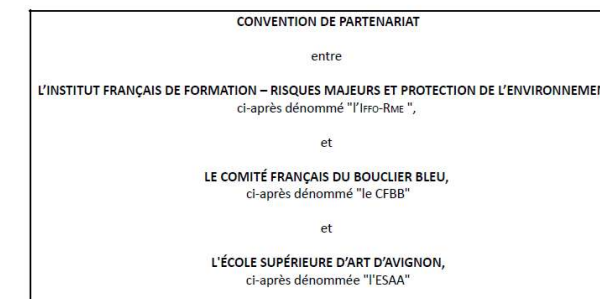 CONVENTION DE PARTENARIAT
entre
L'INSTITUT FRANÇAIS DE FORMATION – RISQUES MAJEURS ET PROTECTION DE L'ENVIRONNEMEN
ci-après dénommé "l'IFFO-RME ",
et
LE COMITÉ FRANÇAIS DU BOUCLIER BLEU,
ci-après dénommé "le CFBB"
et
L'ÉCOLE SUPÉRIEURE D'ART D'AVIGNON,
ci-après dénommée "l'ESAA"